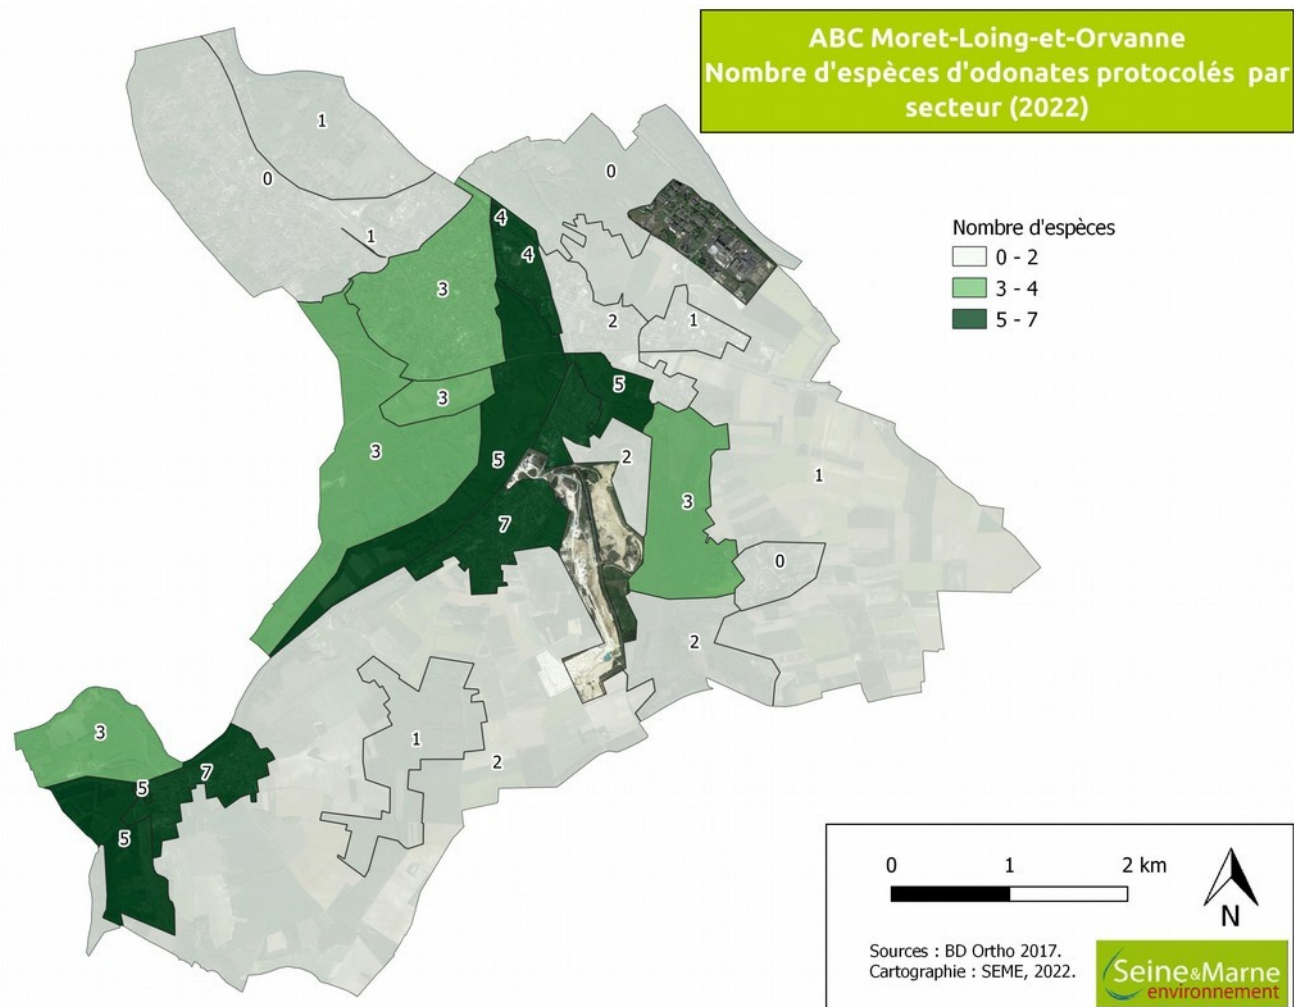 ABC Moret-Loing-et-Orvanne
Nombre d'espèces d'odonates protocolés par
secteur (2022)
1
0
0
1
4
4
3
2
1
3
5
3
5
2
1
3
7
0
2
3
1
2
7
5
5
Nombre d'espèces
0 - 2
3 - 4
5 - 7
0 1 2 km
N
Sources : BD Ortho 2017.
Cartographie : SEME, 2022.
Seine&Marne
environnement